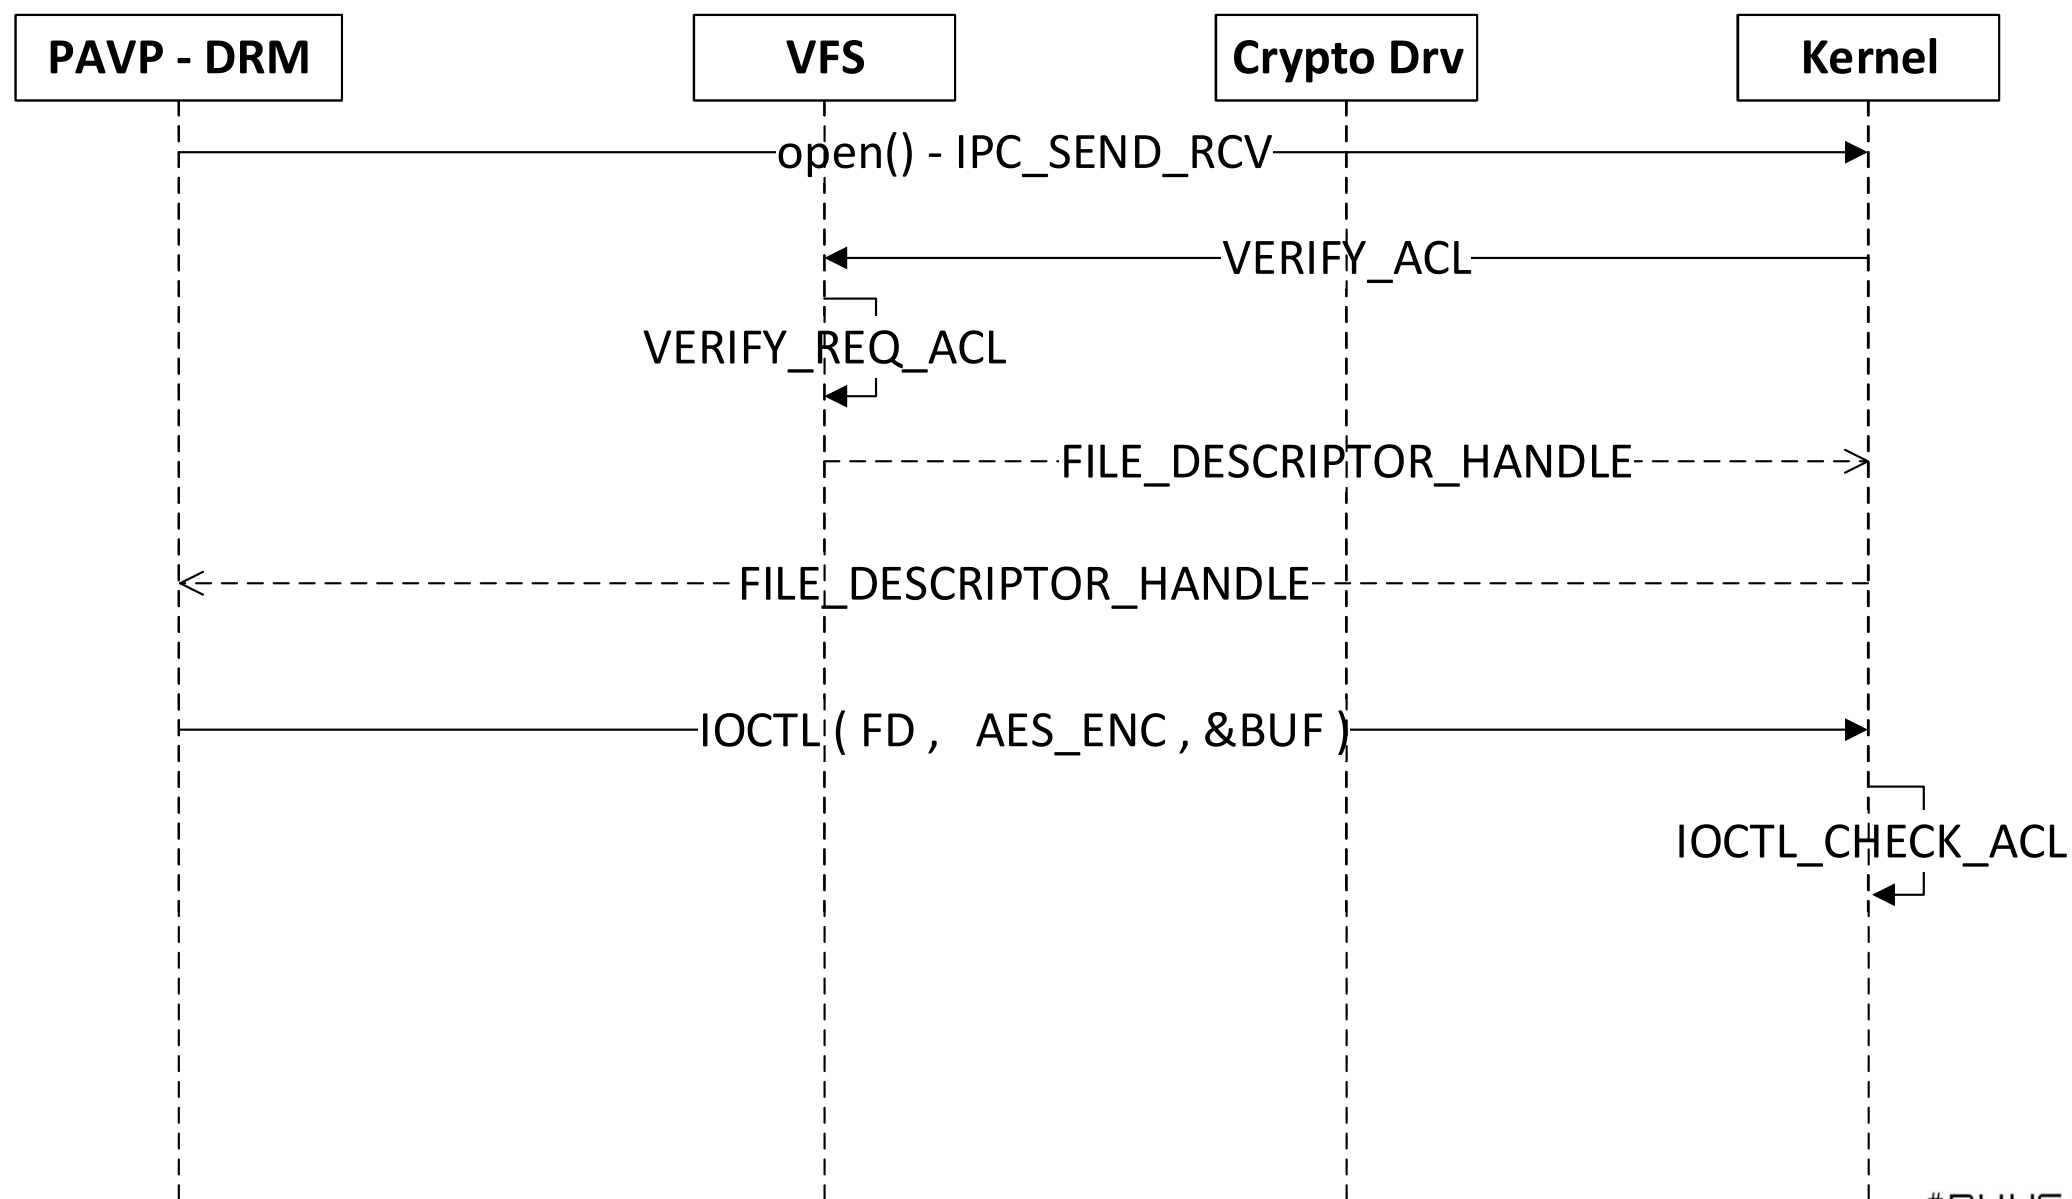 PAVP - DRM VFS Crypto Drv Kernel
open() - IPC_SEND_RCV
VERIFY_ACL
VERIFY_REQ_ACL
FILE_DESCRIPTOR_HANDLE
FILE_DESCRIPTOR_HANDLE
IOCTL ( FD , AES_ENC , &BUF )
IOCTL_CHECK_ACL